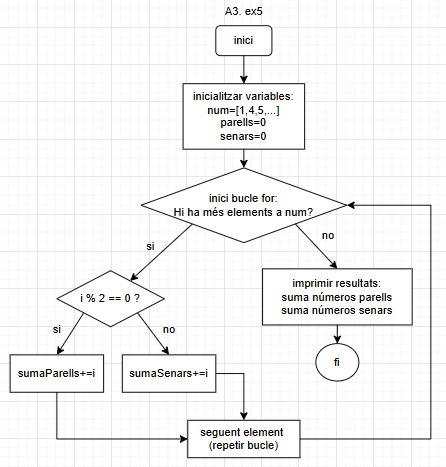 A3. ex5
inici
inicialitzar variables:
num=[1,4,5,...]
parells=0
senars=0
inici bucle for:
Hi ha més elements a num?
si
no
i % 2 == 0 ?
imprimir resultats:
suma números parells
suma números senars
si
no
fi
sumaParells+=i
sumaSenars+=i
seguent element
(repetir bucle)